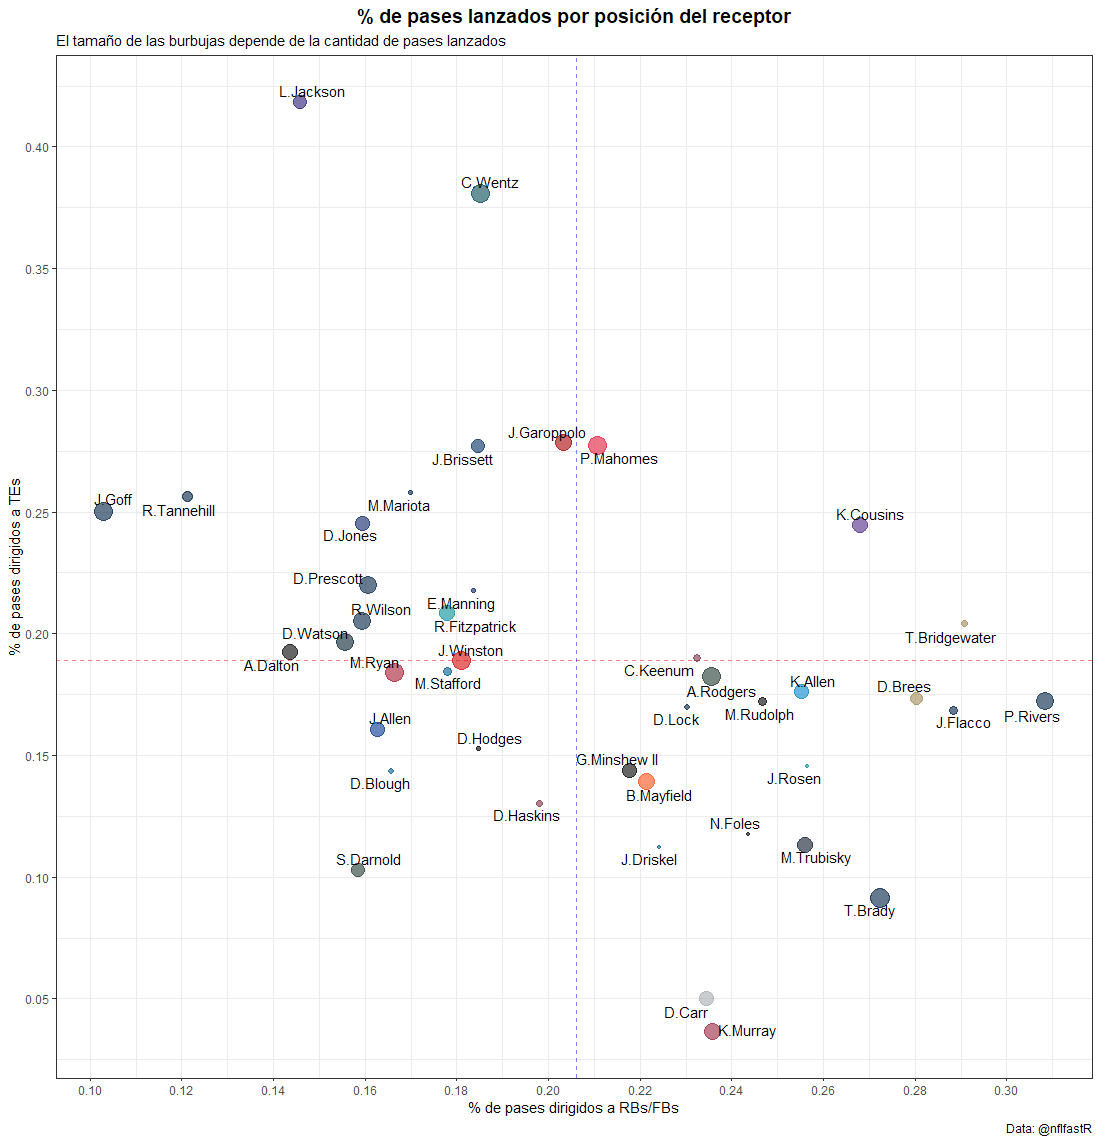 % de pases lanzados por posición del receptor
El tamaño de las burbujas depende de la cantidad de pases lanzados
L.Jackson
0.40
C.Wentz
0.35
0.30
J.Garoppolo
P.Mahomes
J.Brissett
J.Goff
R.Tannehill
M.Mariota
0.25
K.Cousins
D.Jones
D.Prescott
E.Manning
R.Wilson
R.Fitzpatrick
D.Watson
0.20
T.Bridgewater
J.Winston
A.Dalton
M.Ryan
C.Keenum
M.Stafford
A.Rodgers
K.Allen
D.Brees
J.Allen
D.Lock
M.Rudolph
J.Flacco
P.Rivers
D.Hodges
0.15
G.Minshew II
D.Blough
J.Rosen
B.Mayfield
D.Haskins
N.Foles
S.Darnold
J.Driskel
M.Trubisky
0.10
T.Brady
0.05
D.Carr
K.Murray
% de pases dirigidos a TEs
0.10 0.12 0.14 0.16 0.18 0.20 0.22 0.24 0.26 0.28 0.30
% de pases dirigidos a RBs/FBs
Data: @nflfastR